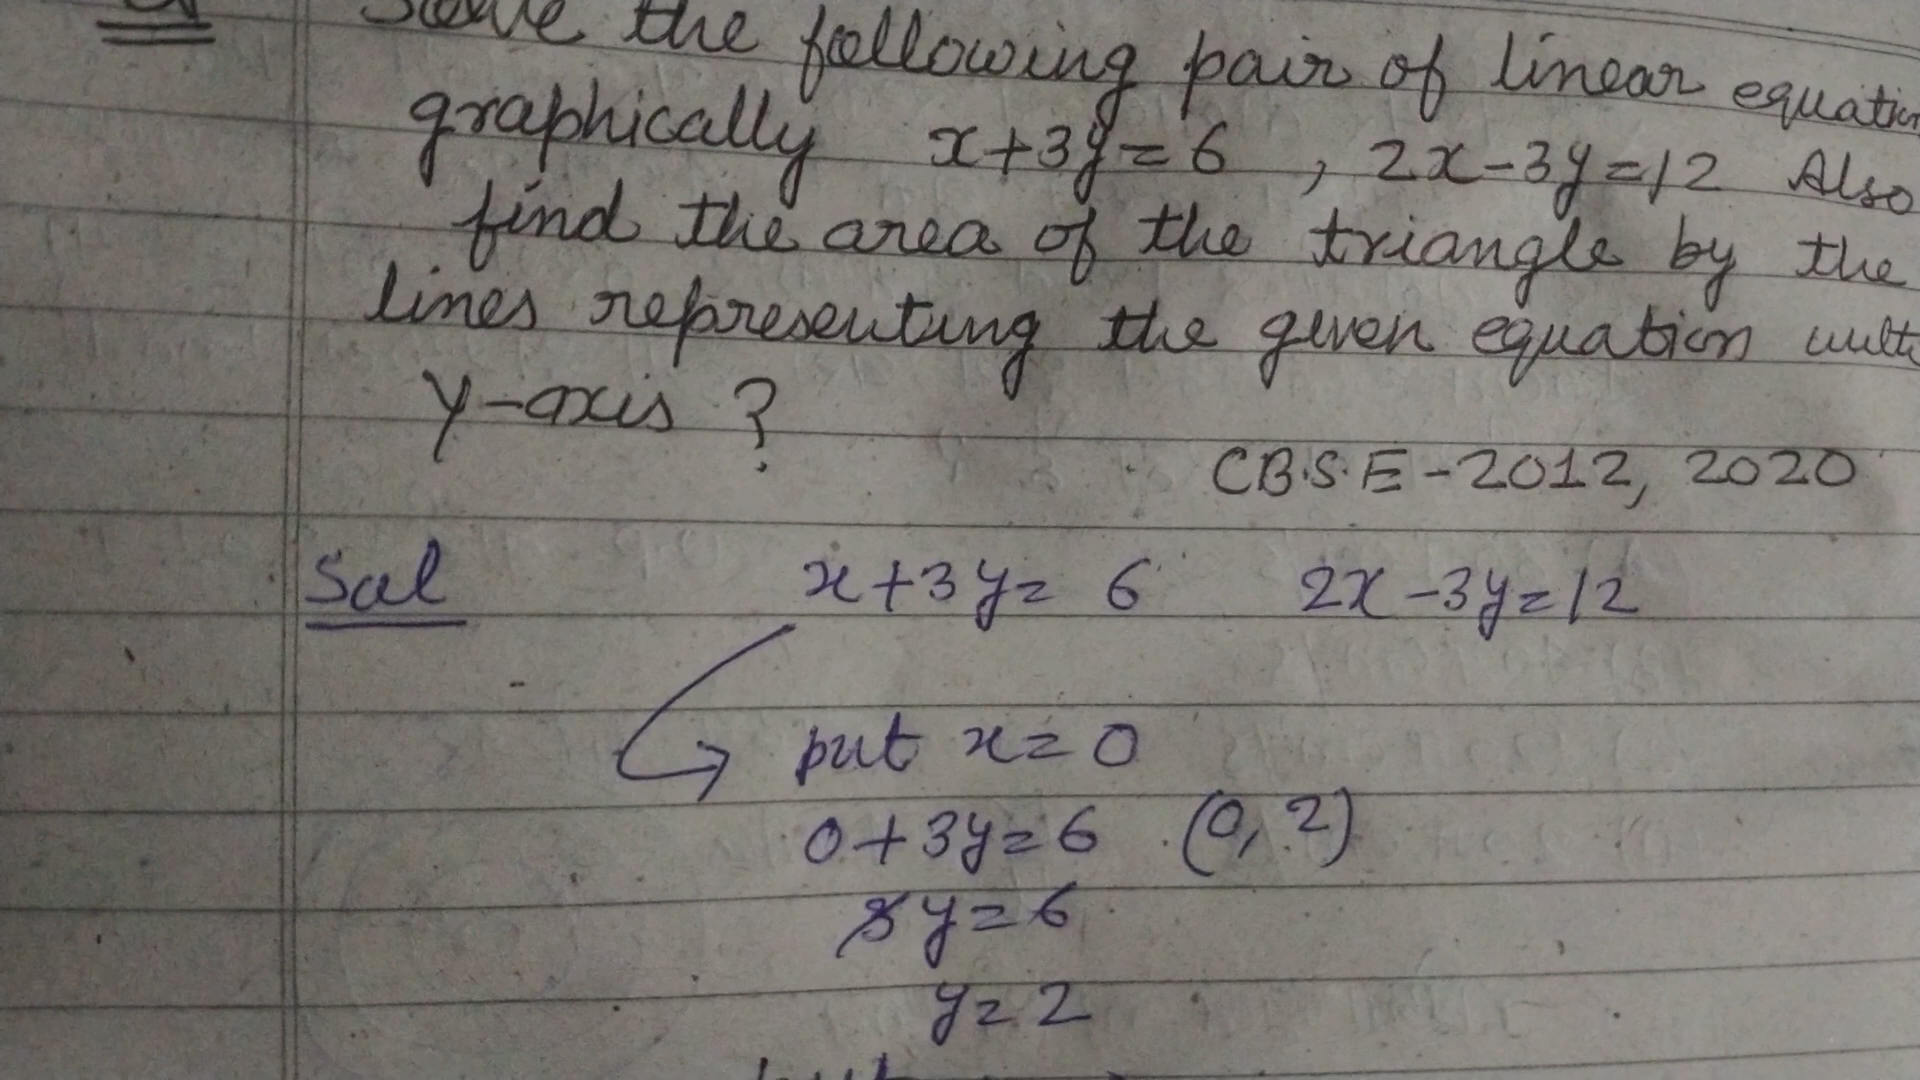 Solve the following pair of linear equation
graphically x+3y=6 , 2x-3y=12 Also
find the area of the triangle by the
lines representing the given equation with
y-axis ?
C.B.S.E-2012, 2020
Sol x+3y=6 2x-3y=12
put x=0
0+3y=6 (0,2)
3y=6
y=2